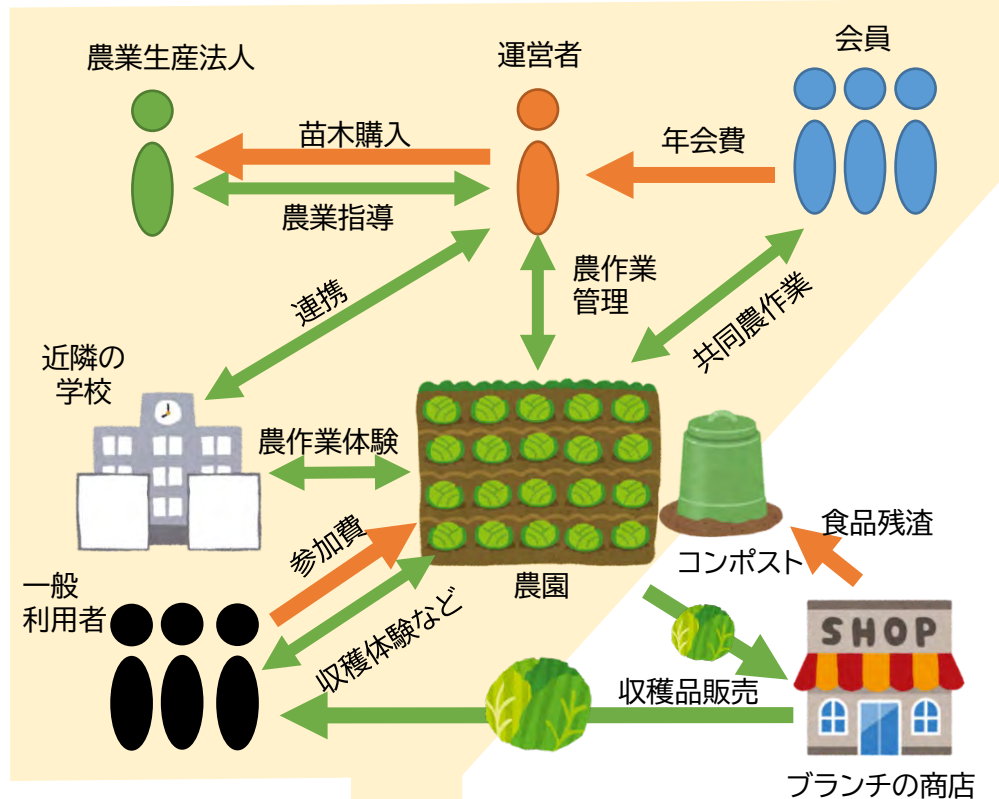 農業生産法人
運営者
会員
苗木購入
年会費
農業指導
連携
農作業
管理
共同農作業
近隣の
学校
農作業体験
参加費
食品残渣
コンポスト
農園
一般
利用者
収穫体験など
SHOP
収穫品販売
ブランチの商店